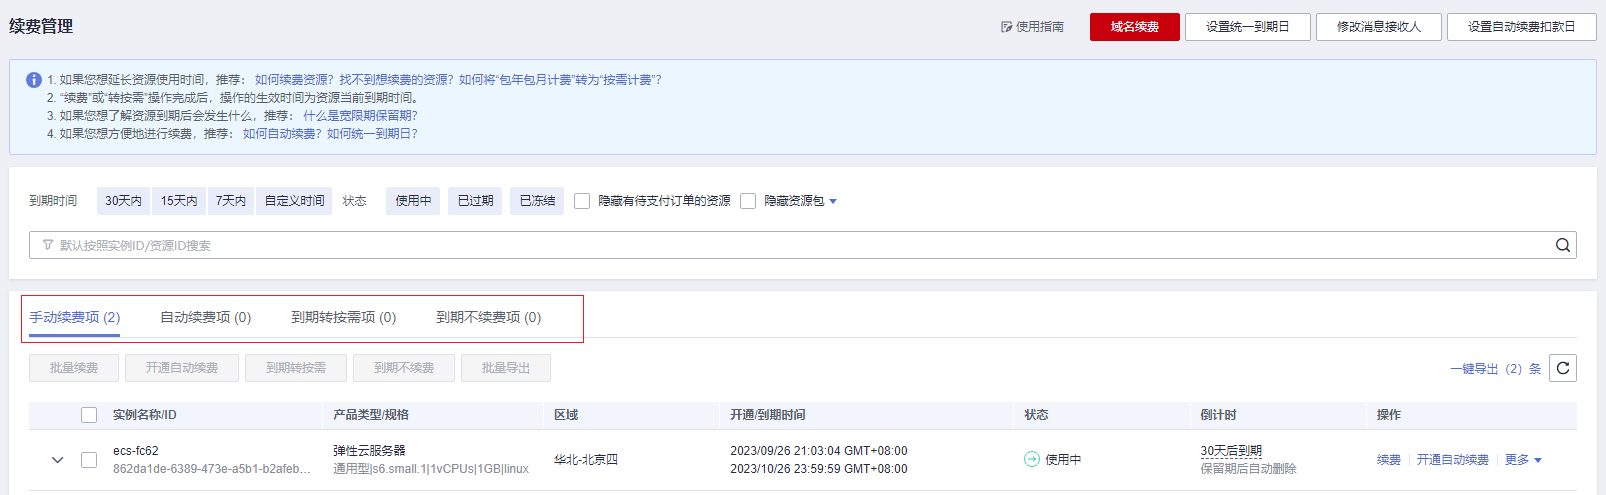 续费管理
使用指南 域名续费 设置统一到期日 修改消息接收人 设置自动续费扣款日
1. 如果您想延长资源使用时间，推荐： 如何续费资源？找不到想续费的资源？如何将“包年包月计费”转为“按需计费”？
2. “续费”或“转按需”操作完成后，操作的生效时间为资源当前到期时间。
3. 如果您想了解资源到期后会发生什么，推荐： 什么是宽限期保留期？
4. 如果您想方便地进行续费，推荐： 如何自动续费？如何统一到期日？
到期时间 30天内 15天内 7天内 自定义时间 状态 使用中 已过期 已冻结 隐藏有待支付订单的资源 隐藏资源包
默认按照实例ID/资源ID搜索
手动续费项 (2) 自动续费项 (0) 到期转按需项 (0) 到期不续费项 (0)
批量续费 开通自动续费 到期转按需 到期不续费 批量导出 一键导出（2）条
实例名称/ID 产品类型/规格 区域 开通/到期时间 状态 倒计时 操作
ecs-fc62 弹性云服务器 华北-北京四 2023/09/26 21:03:04 GMT+08:00 使用中 30天后到期 续费 开通自动续费 更多
862da1de-6389-473e-a5b1-b2afeb... 通用型|s6.small.1|1vCPUs|1GB|linux 2023/10/26 23:59:59 GMT+08:00 保留期后自动删除